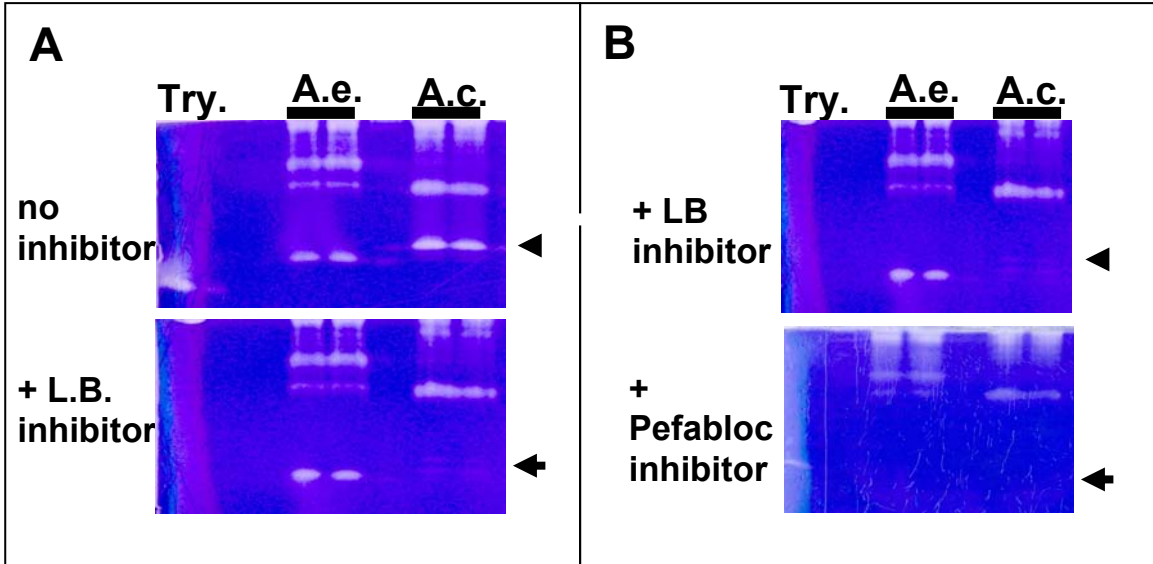 A
Try.
A.e.
A.c.
no
inhibitor
+ L.B.
inhibitor
B
Try.
A.e.
A.c.
+ LB
inhibitor
+
Pefabloc
inhibitor